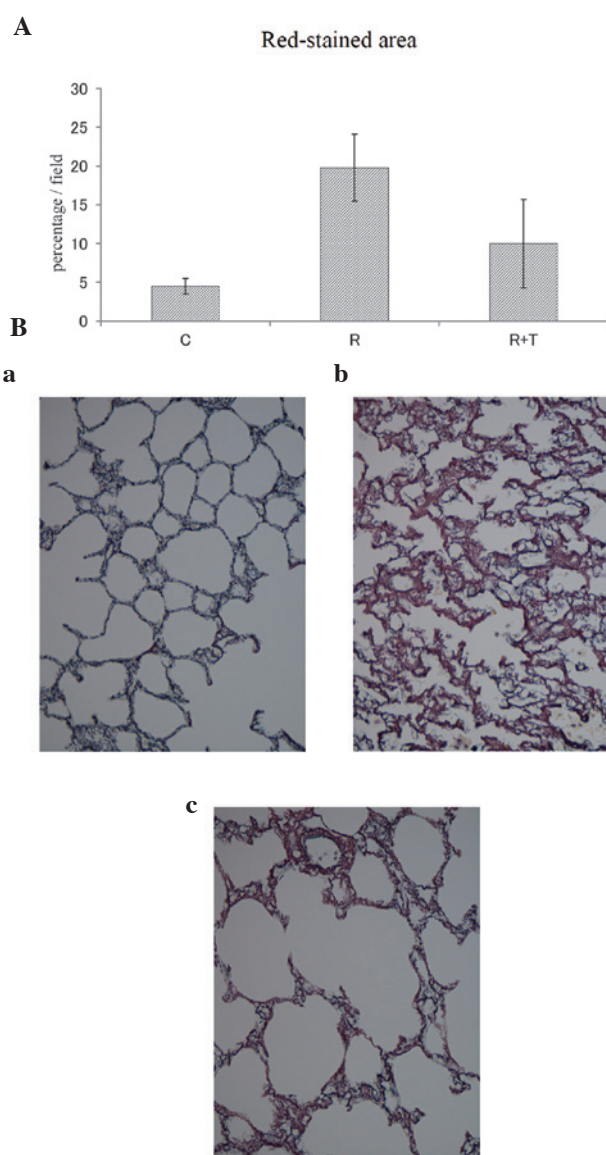 A
Red-stained area
percentage / field
30
25
20
15
10
5
0
C R R+T
B
a b
c